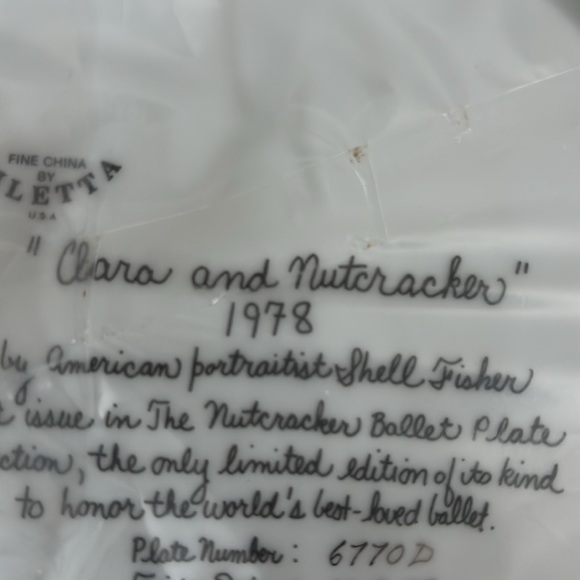 FINE CHINA
BY
LETTA
U.S.A
" Clara and Nutcracker"
1978
by American portraitist Shell Fisher
issue in The Nutcracker Ballet Plate
ction, the only limited edition of its kind
to honor the world's best-loved ballet.
Plate Number: 6770D